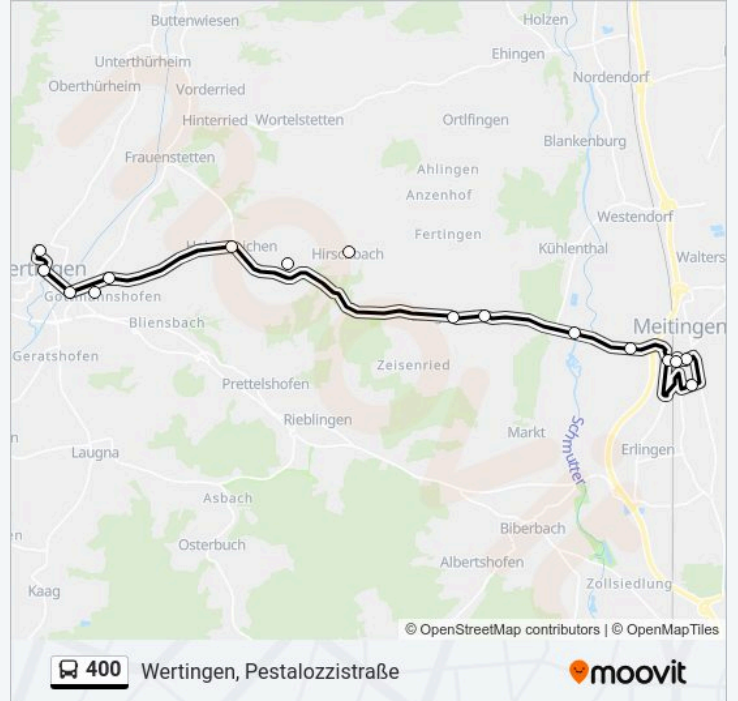 Buttenwiesen
Holzen
Ehingen
Unterthürheim
Nordendorf
Oberthürheim
Vorderried
Hinterried
Wortelstetten
Ortlfingen
Blankenburg
Frauenstetten
Ahlingen
Anzenhof
Westendorf
Fertingen
Kühlenthal
Walters
ertingen
Meitingen
Bliensbach
Geratshofen
Zeisenried
Prettelshofen
Rieblingen
Markt
Schmutter
Erlingen
Laugna
Asbach
Biberbach
Osterbuch
Albertshofen
Zollsiedlung
Kaag
© OpenStreetMap contributors | © OpenMapTiles
400 Wertingen, Pestalozzistraße
moovit